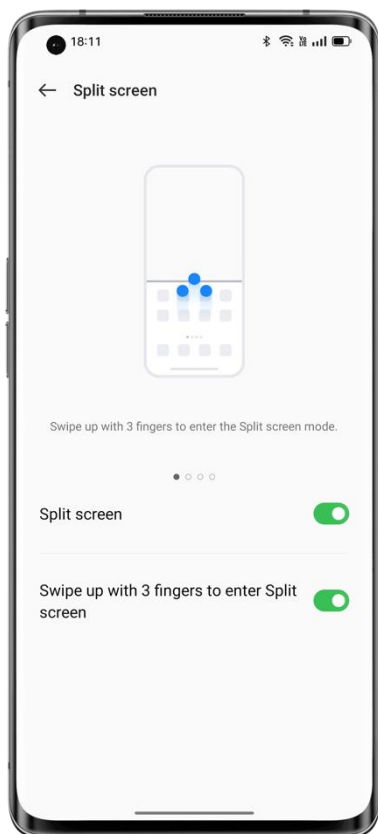 18:11
Split screen
Swipe up with 3 fingers to enter the Split screen mode.
Split screen
Swipe up with 3 fingers to enter Split
screen